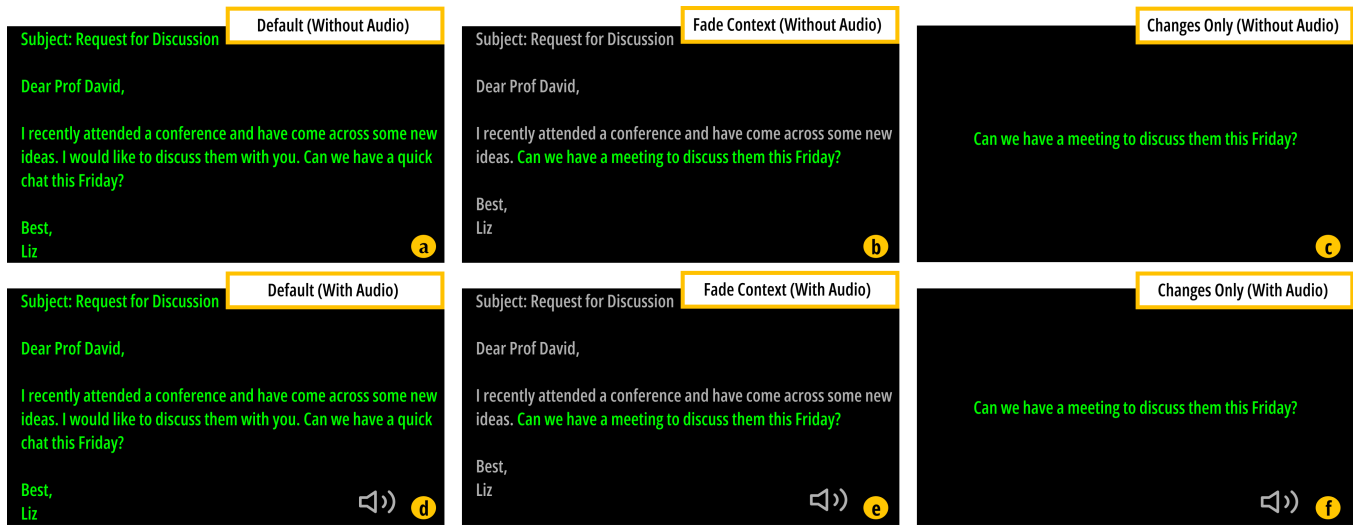 Default (Without Audio)
Subject: Request for Discussion
Dear Prof David,
I recently attended a conference and have come across some new
ideas. I would like to discuss them with you. Can we have a quick
chat this Friday?
Best,
Liz
a
Fade Context (Without Audio)
Subject: Request for Discussion
Dear Prof David,
I recently attended a conference and have come across some new
ideas. Can we have a meeting to discuss them this Friday?
Best,
Liz
b
Changes Only (Without Audio)
Can we have a meeting to discuss them this Friday?
c
Default (With Audio)
Subject: Request for Discussion
Dear Prof David,
I recently attended a conference and have come across some new
ideas. I would like to discuss them with you. Can we have a quick
chat this Friday?
Best,
Liz
d
Fade Context (With Audio)
Subject: Request for Discussion
Dear Prof David,
I recently attended a conference and have come across some new
ideas. Can we have a meeting to discuss them this Friday?
Best,
Liz
e
Changes Only (With Audio)
Can we have a meeting to discuss them this Friday?
f